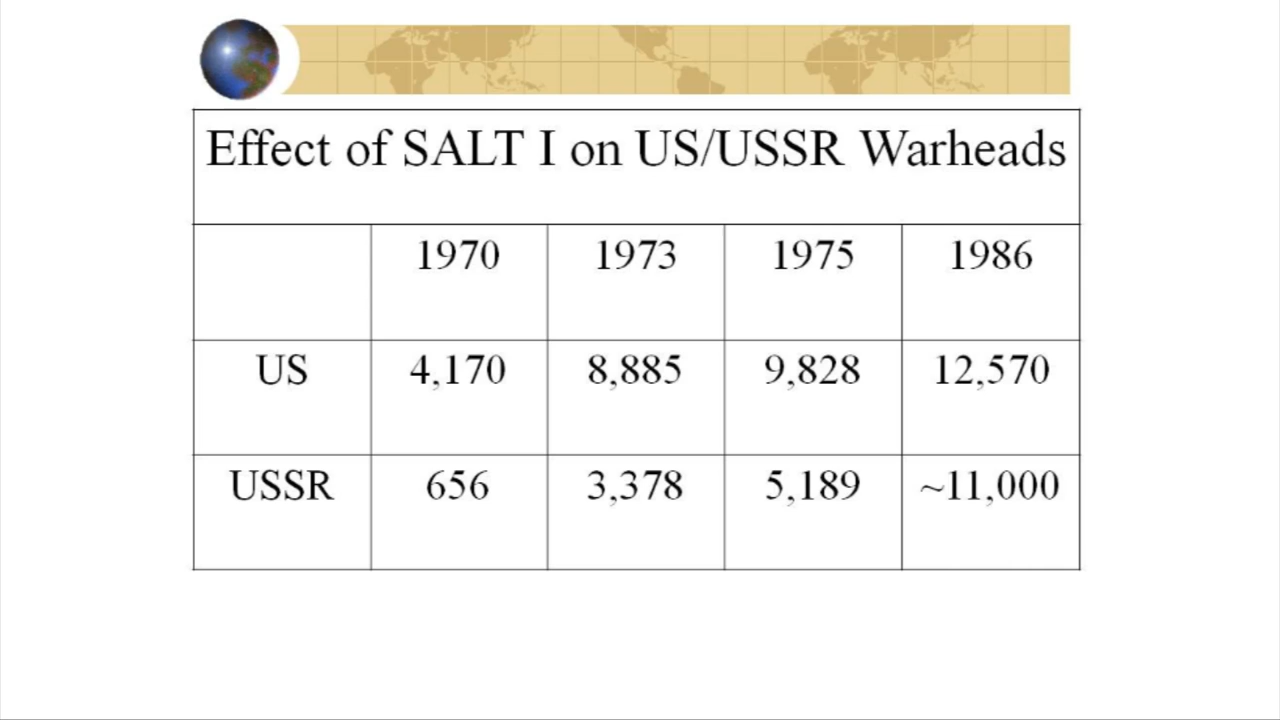 Effect of SALT I on US/USSR Warheads
1970 1973 1975 1986
US 4,170 8,885 9,828 12,570
USSR 656 3,378 5,189 ~11,000